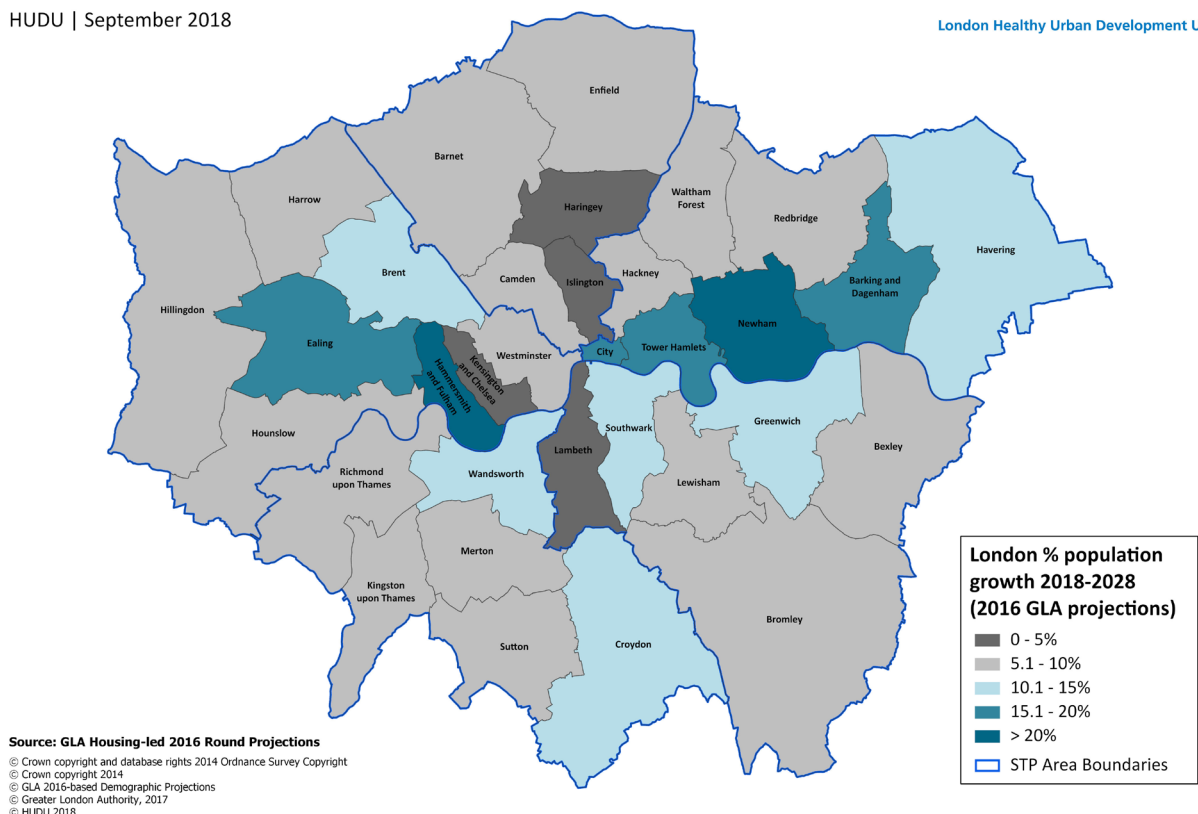 HUDU | September 2018
London Healthy Urban Development U
Enfield
Barnet
Harrow
Haringey
Waltham
Forest
Redbridge
Havering
Brent
Camden
Islington
Hackney
Barking and
Dagenham
Hillingdon
Ealing
Newham
Westminster
City
Tower Hamlets
Kensington
and Chelsea
Hammersmith
and Fulham
Hounslow
Southwark
Greenwich
Bexley
Lambeth
Richmond
upon Thames
Wandsworth
Lewisham
Merton
Kingston
upon Thames
Sutton
Croydon
Bromley
London % population
growth 2018-2028
(2016 GLA projections)
0 - 5%
5.1 - 10%
10.1 - 15%
15.1 - 20%
> 20%
STP Area Boundaries
Source: GLA Housing-led 2016 Round Projections
© Crown copyright and database rights 2014 Ordnance Survey Copyright
© Crown copyright 2014
© GLA 2016-based Demographic Projections
© Greater London Authority, 2017
© HUDU 2018